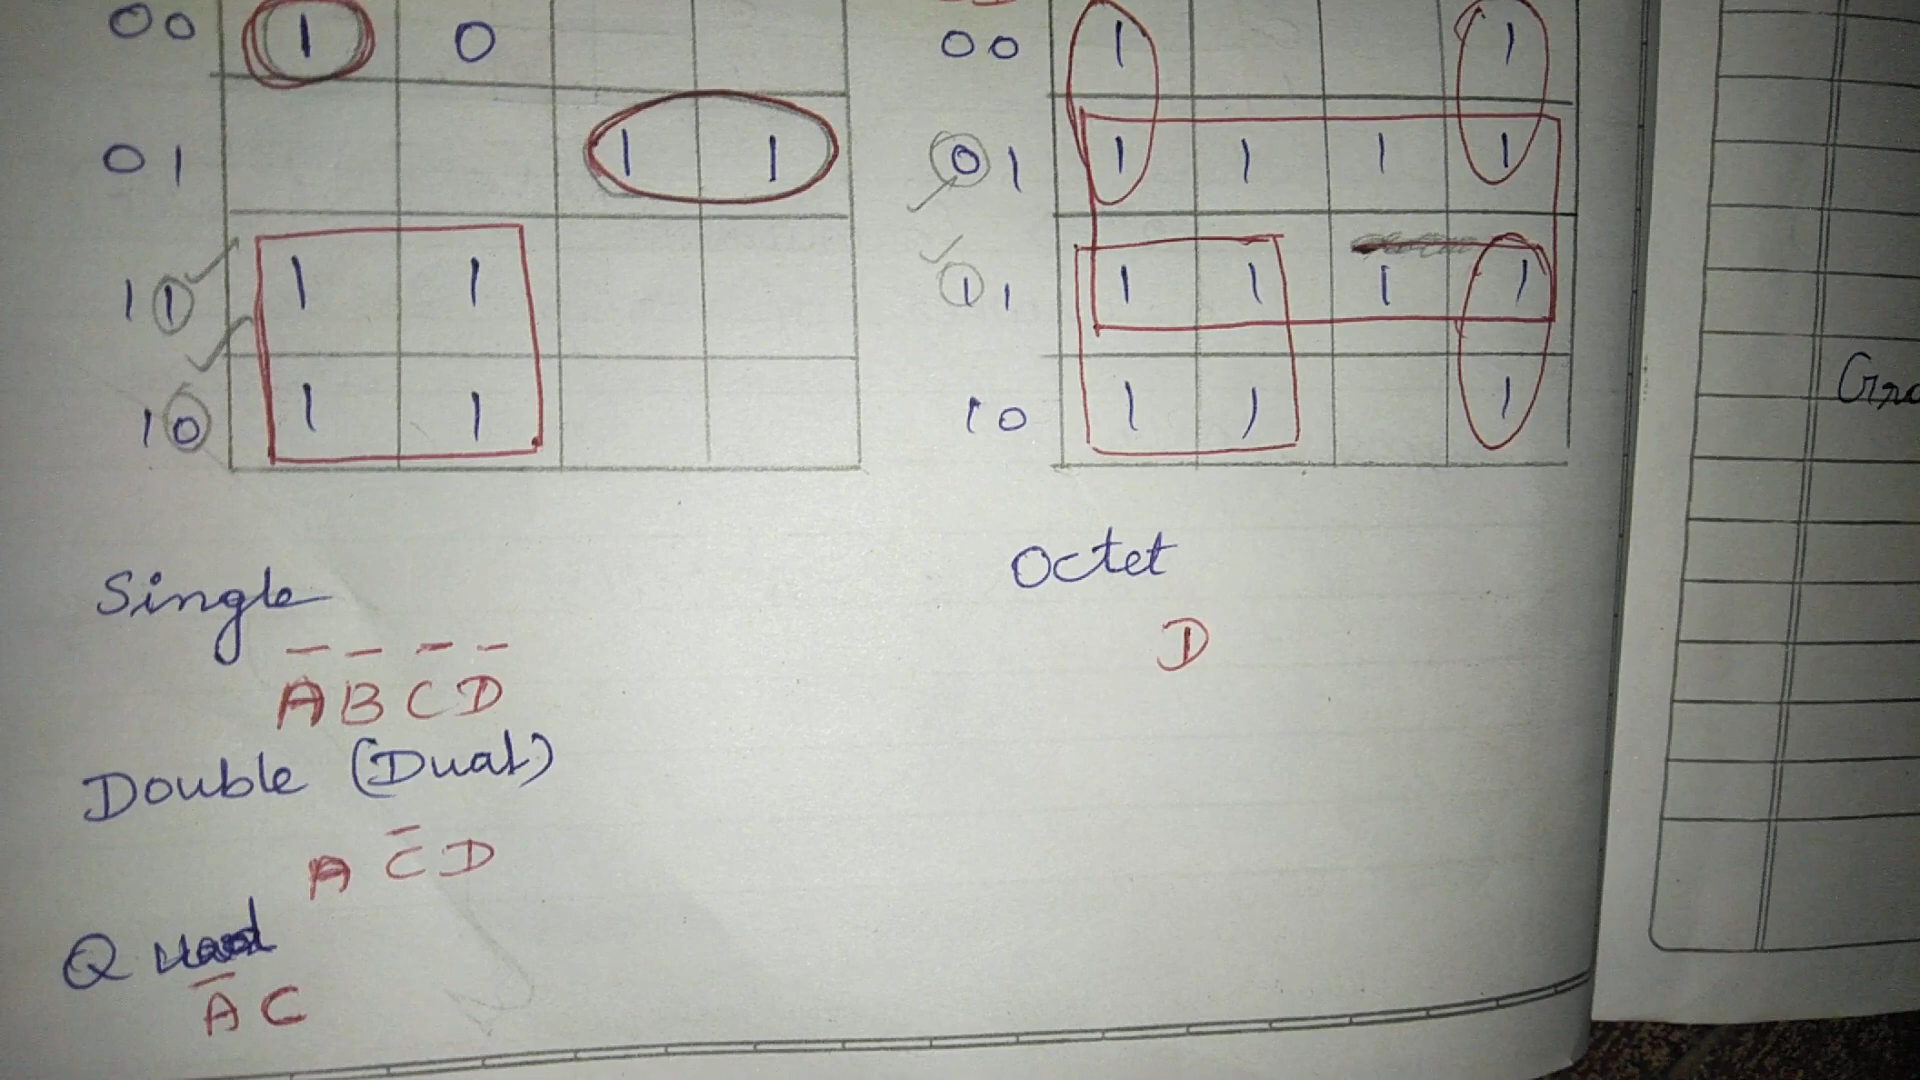 00 1 0
01 1 1
11 1 1
10 1 1
00 1 1
01 1 1 1 1
11 1 1 1 1
10 1 1 1
Single
A̅ B̅ C̅ D̅
Double (Dual)
A C̅ D
Quad
A̅ C
Octet
D